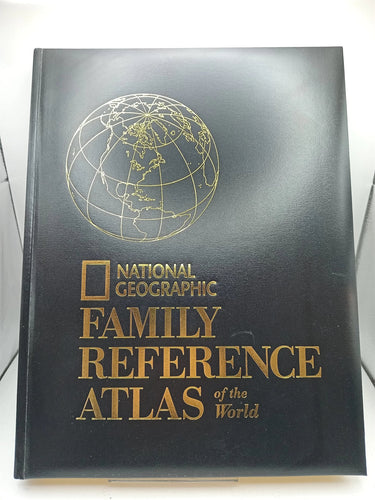 NATIONAL
GEOGRAPHIC
FAMILY
REFERENCE
ATLAS of the
World